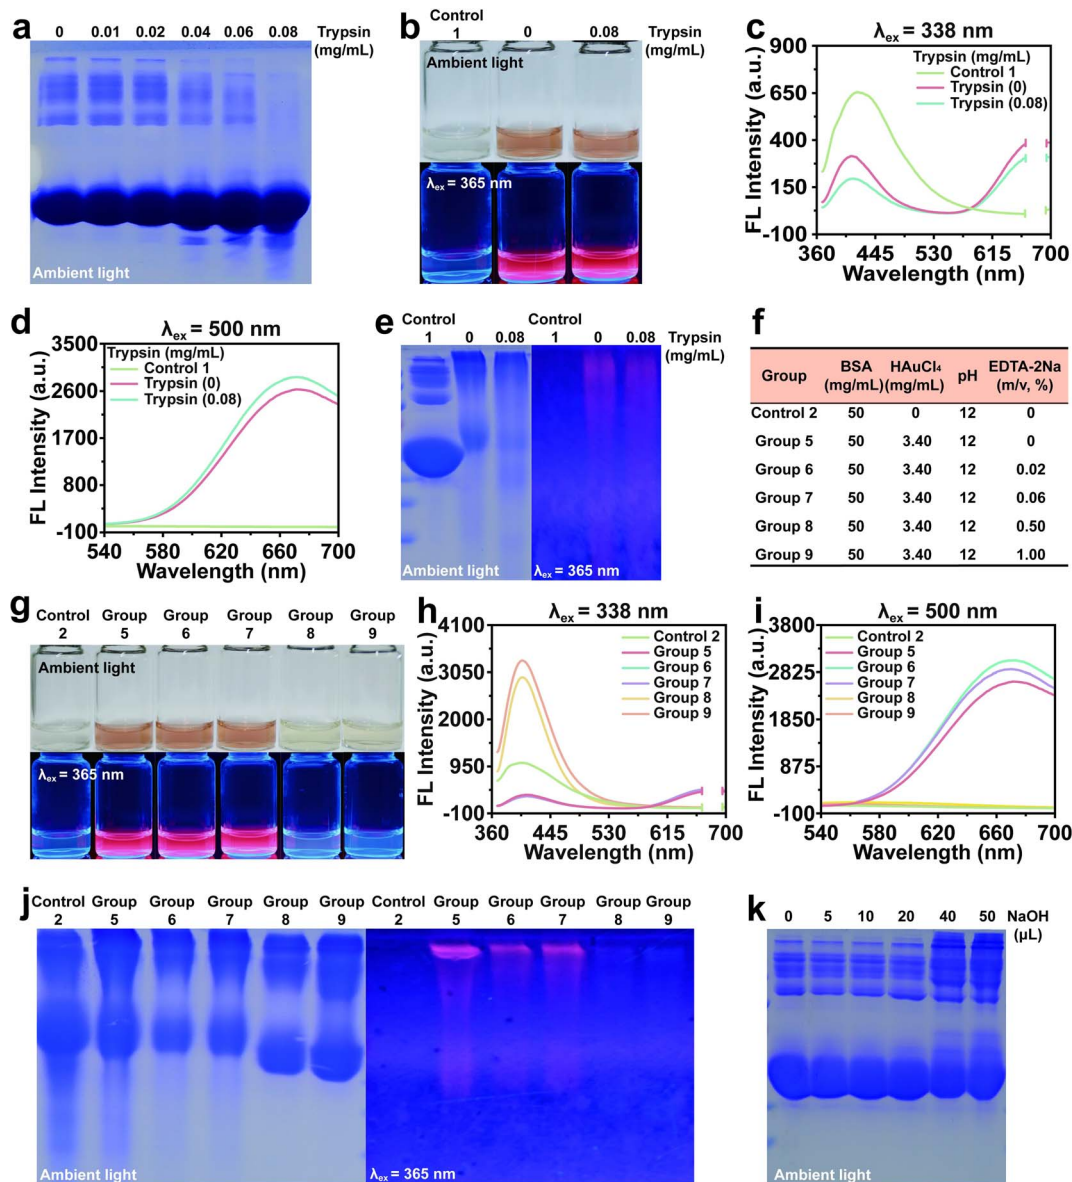 a
0 0.01 0.02 0.04 0.06 0.08 Trypsin
(mg/mL)
Ambient light
b
Control
1 0 0.08 Trypsin
(mg/mL)
Ambient light
λex = 365 nm
c
λex = 338 nm
Trypsin (mg/mL)
Control 1
Trypsin (0)
Trypsin (0.08)
FL Intensity (a.u.)
900
650
400
150
-100
360 445 530 615 700
Wavelength (nm)
d
λex = 500 nm
Trypsin (mg/mL)
Control 1
Trypsin (0)
Trypsin (0.08)
FL Intensity (a.u.)
3500
2600
1700
800
-100
540 580 620 660 700
Wavelength (nm)
e
Control Control
1 0 0.08 1 0 0.08 Trypsin
(mg/mL)
Ambient light
λex = 365 nm
f
Group BSA (mg/mL) HAuCl₄ (mg/mL) pH EDTA-2Na (m/v, %)
Control 2 50 0 12 0
Group 5 50 3.40 12 0
Group 6 50 3.40 12 0.02
Group 7 50 3.40 12 0.06
Group 8 50 3.40 12 0.50
Group 9 50 3.40 12 1.00
g
Control Group Group Group Group Group
2 5 6 7 8 9
Ambient light
λex = 365 nm
h
λex = 338 nm
Control 2
Group 5
Group 6
Group 7
Group 8
Group 9
FL Intensity (a.u.)
4100
3050
2000
950
-100
360 445 530 615 700
Wavelength (nm)
i
λex = 500 nm
Control 2
Group 5
Group 6
Group 7
Group 8
Group 9
FL Intensity (a.u.)
3800
2825
1850
875
-100
540 580 620 660 700
Wavelength (nm)
j
Control Group Group Group Group Group Control Group Group Group Group Group
2 5 6 7 8 9 2 5 6 7 8 9
Ambient light
λex = 365 nm
k
0 5 10 20 40 50 NaOH
(µL)
Ambient light